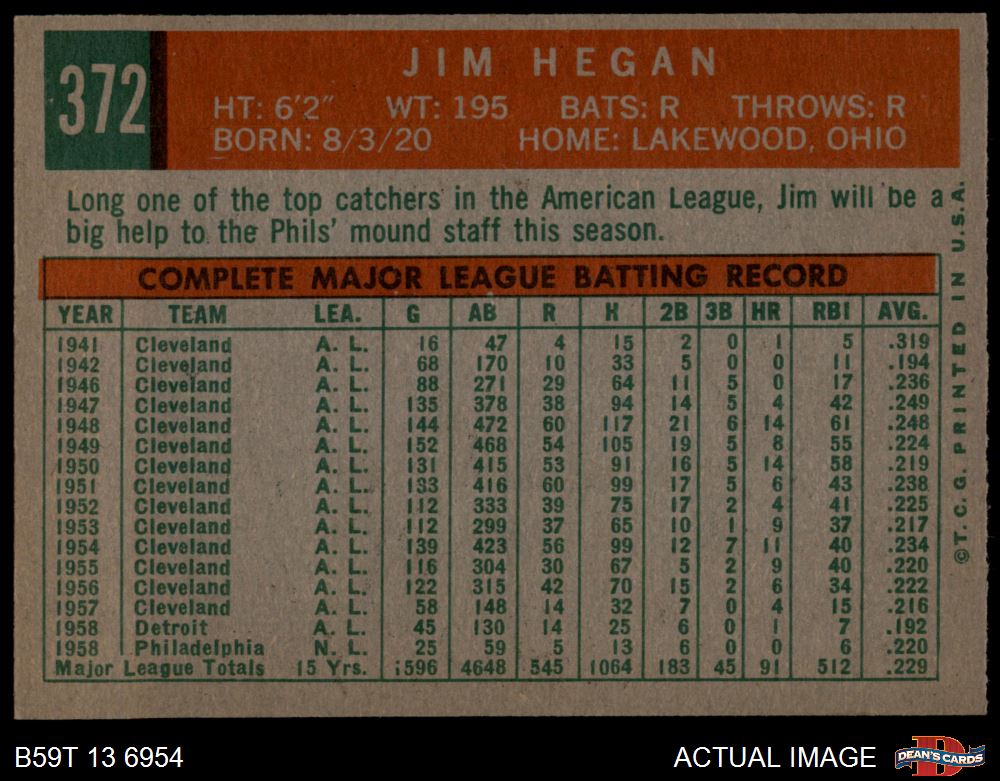 372
JIM HEGAN
HT: 6'2" WT: 195 BATS: R THROWS: R
BORN: 8/3/20 HOME: LAKEWOOD, OHIO
Long one of the top catchers in the American League, Jim will be a
big help to the Phils' mound staff this season.
COMPLETE MAJOR LEAGUE BATTING RECORD
YEAR TEAM LEA. G AB R H 2B 3B HR RBI AVG.
1941 Cleveland A. L. 16 47 4 15 2 0 1 5 .319
1942 Cleveland A. L. 68 170 10 33 5 0 0 11 .194
1946 Cleveland A. L. 88 271 29 64 11 5 0 17 .236
1947 Cleveland A. L. 135 378 38 94 14 5 4 42 .249
1948 Cleveland A. L. 144 472 60 117 21 6 14 61 .248
1949 Cleveland A. L. 152 468 54 105 19 5 8 55 .224
1950 Cleveland A. L. 131 415 53 91 16 5 14 58 .219
1951 Cleveland A. L. 133 416 60 99 17 5 6 43 .238
1952 Cleveland A. L. 112 333 39 75 17 2 4 41 .225
1953 Cleveland A. L. 112 299 37 65 10 1 9 37 .217
1954 Cleveland A. L. 139 423 56 99 12 7 11 40 .234
1955 Cleveland A. L. 116 304 30 67 5 2 9 40 .220
1956 Cleveland A. L. 122 315 42 70 15 2 6 34 .222
1957 Cleveland A. L. 58 148 14 32 7 0 4 15 .216
1958 Detroit A. L. 45 130 14 25 6 0 1 7 .192
1958 Philadelphia N. L. 25 59 5 13 6 0 0 6 .220
Major League Totals 15 Yrs. 1596 4648 545 1064 183 45 91 512 .229
©T. C. G. PRINTED IN U.S.A.
B59T 13 6954
ACTUAL IMAGE
D
DEAN'S CARDS